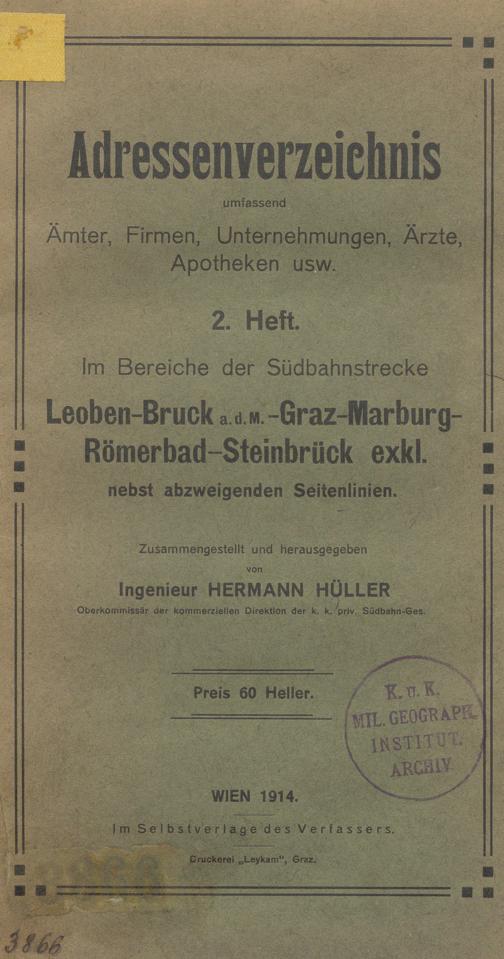 Adressenverzeichnis
umfassend
Ämter, Firmen, Unternehmungen, Ärzte,
Apotheken usw.
2. Heft.
Im Bereiche der Südbahnstrecke
Leoben-Bruck a.d.M.-Graz-Marburg-
Römerbad-Steinbrück exkl.
nebst abzweigenden Seitenlinien.
Zusammengestellt und herausgegeben
von
Ingenieur HERMANN HÜLLER
Oberkommissär der kommerziellen Direktion der k. k. priv. Südbahn-Ges.
Preis 60 Heller.
K. u. K.
MIL. GEOGRAPH.
INSTITUT.
ARCHIV
WIEN 1914.
Im Selbstverlage des Verfassers.
Druckerei „Leykam", Graz.
3866
3866